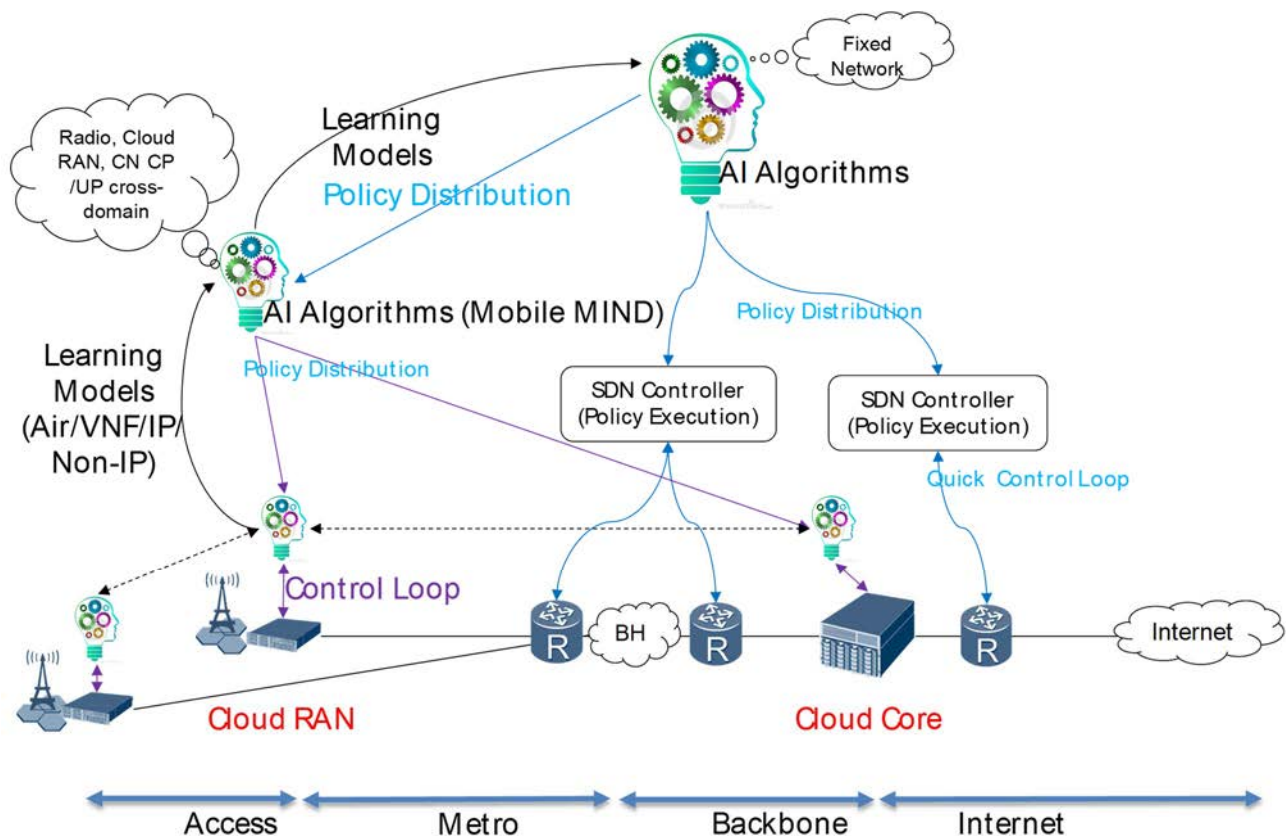 Fixed
Network
Learning
Models
Policy Distribution
AI Algorithms
Radio, Cloud
RAN, CN CP
/UP cross-
domain
AI Algorithms (Mobile MIND)
Policy Distribution
Learning
Models
(Air/VNF/IP/
Non-IP)
Policy Distribution
SDN Controller
(Policy Execution)
SDN Controller
(Policy Execution)
Quick Control Loop
Control Loop
R
BH
R
R
Internet
Cloud RAN
Cloud Core
Access
Metro
Backbone
Internet